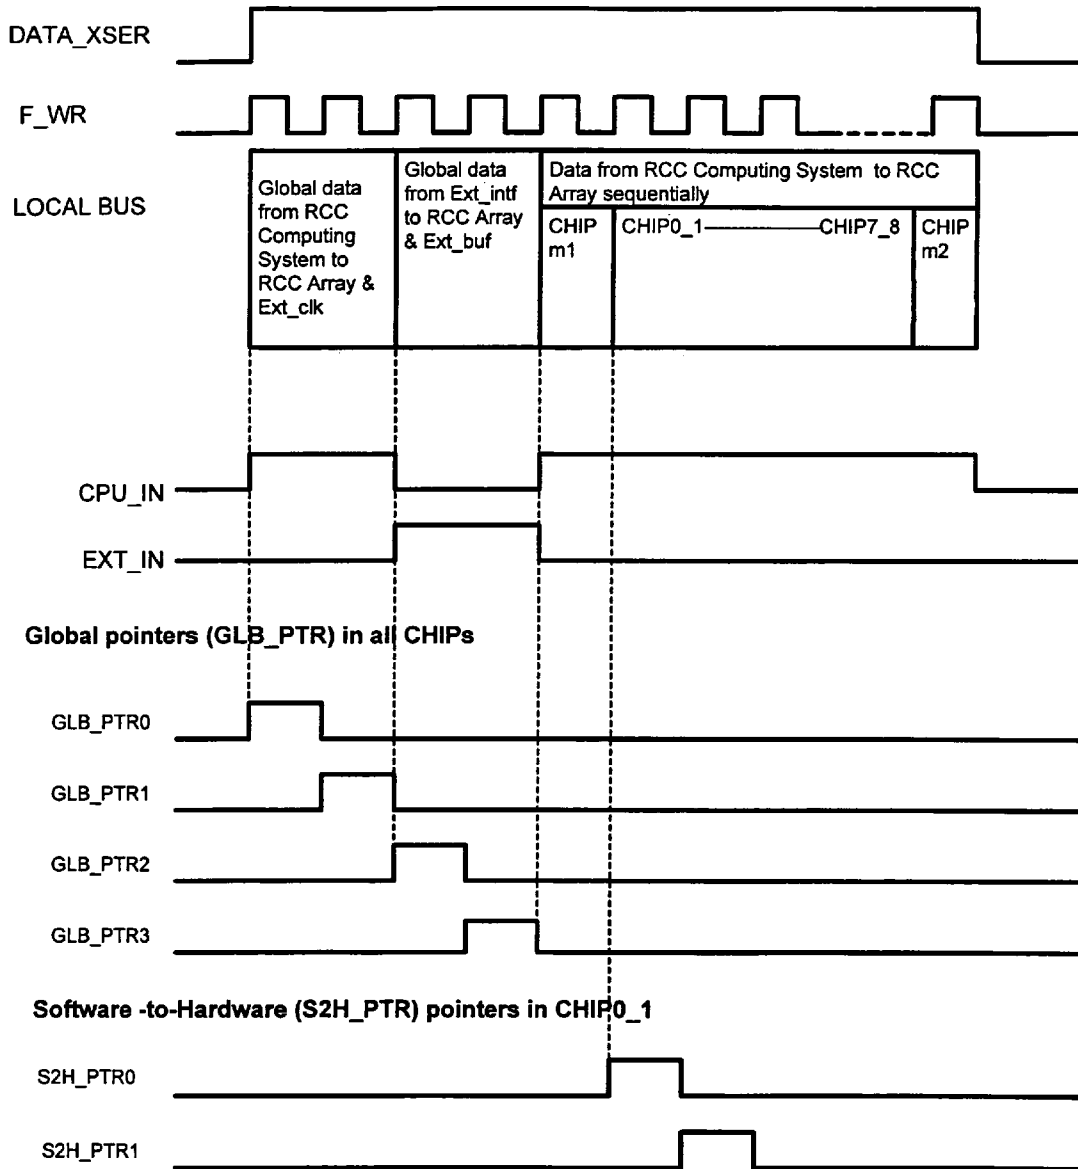 DATA_XSER
F_WR
LOCAL BUS
Global data
from RCC
Computing
System to
RCC Array &
Ext_clk
Global data
from Ext_intf
to RCC Array
& Ext_buf
Data from RCC Computing System to RCC
Array sequentially
CHIP
m1
CHIP0_1
CHIP7_8
CHIP
m2
CPU_IN
EXT_IN
Global pointers (GLB_PTR) in all CHIPs
GLB_PTR0
GLB_PTR1
GLB_PTR2
GLB_PTR3
Software -to-Hardware (S2H_PTR) pointers in CHIP0_1
S2H_PTR0
S2H_PTR1